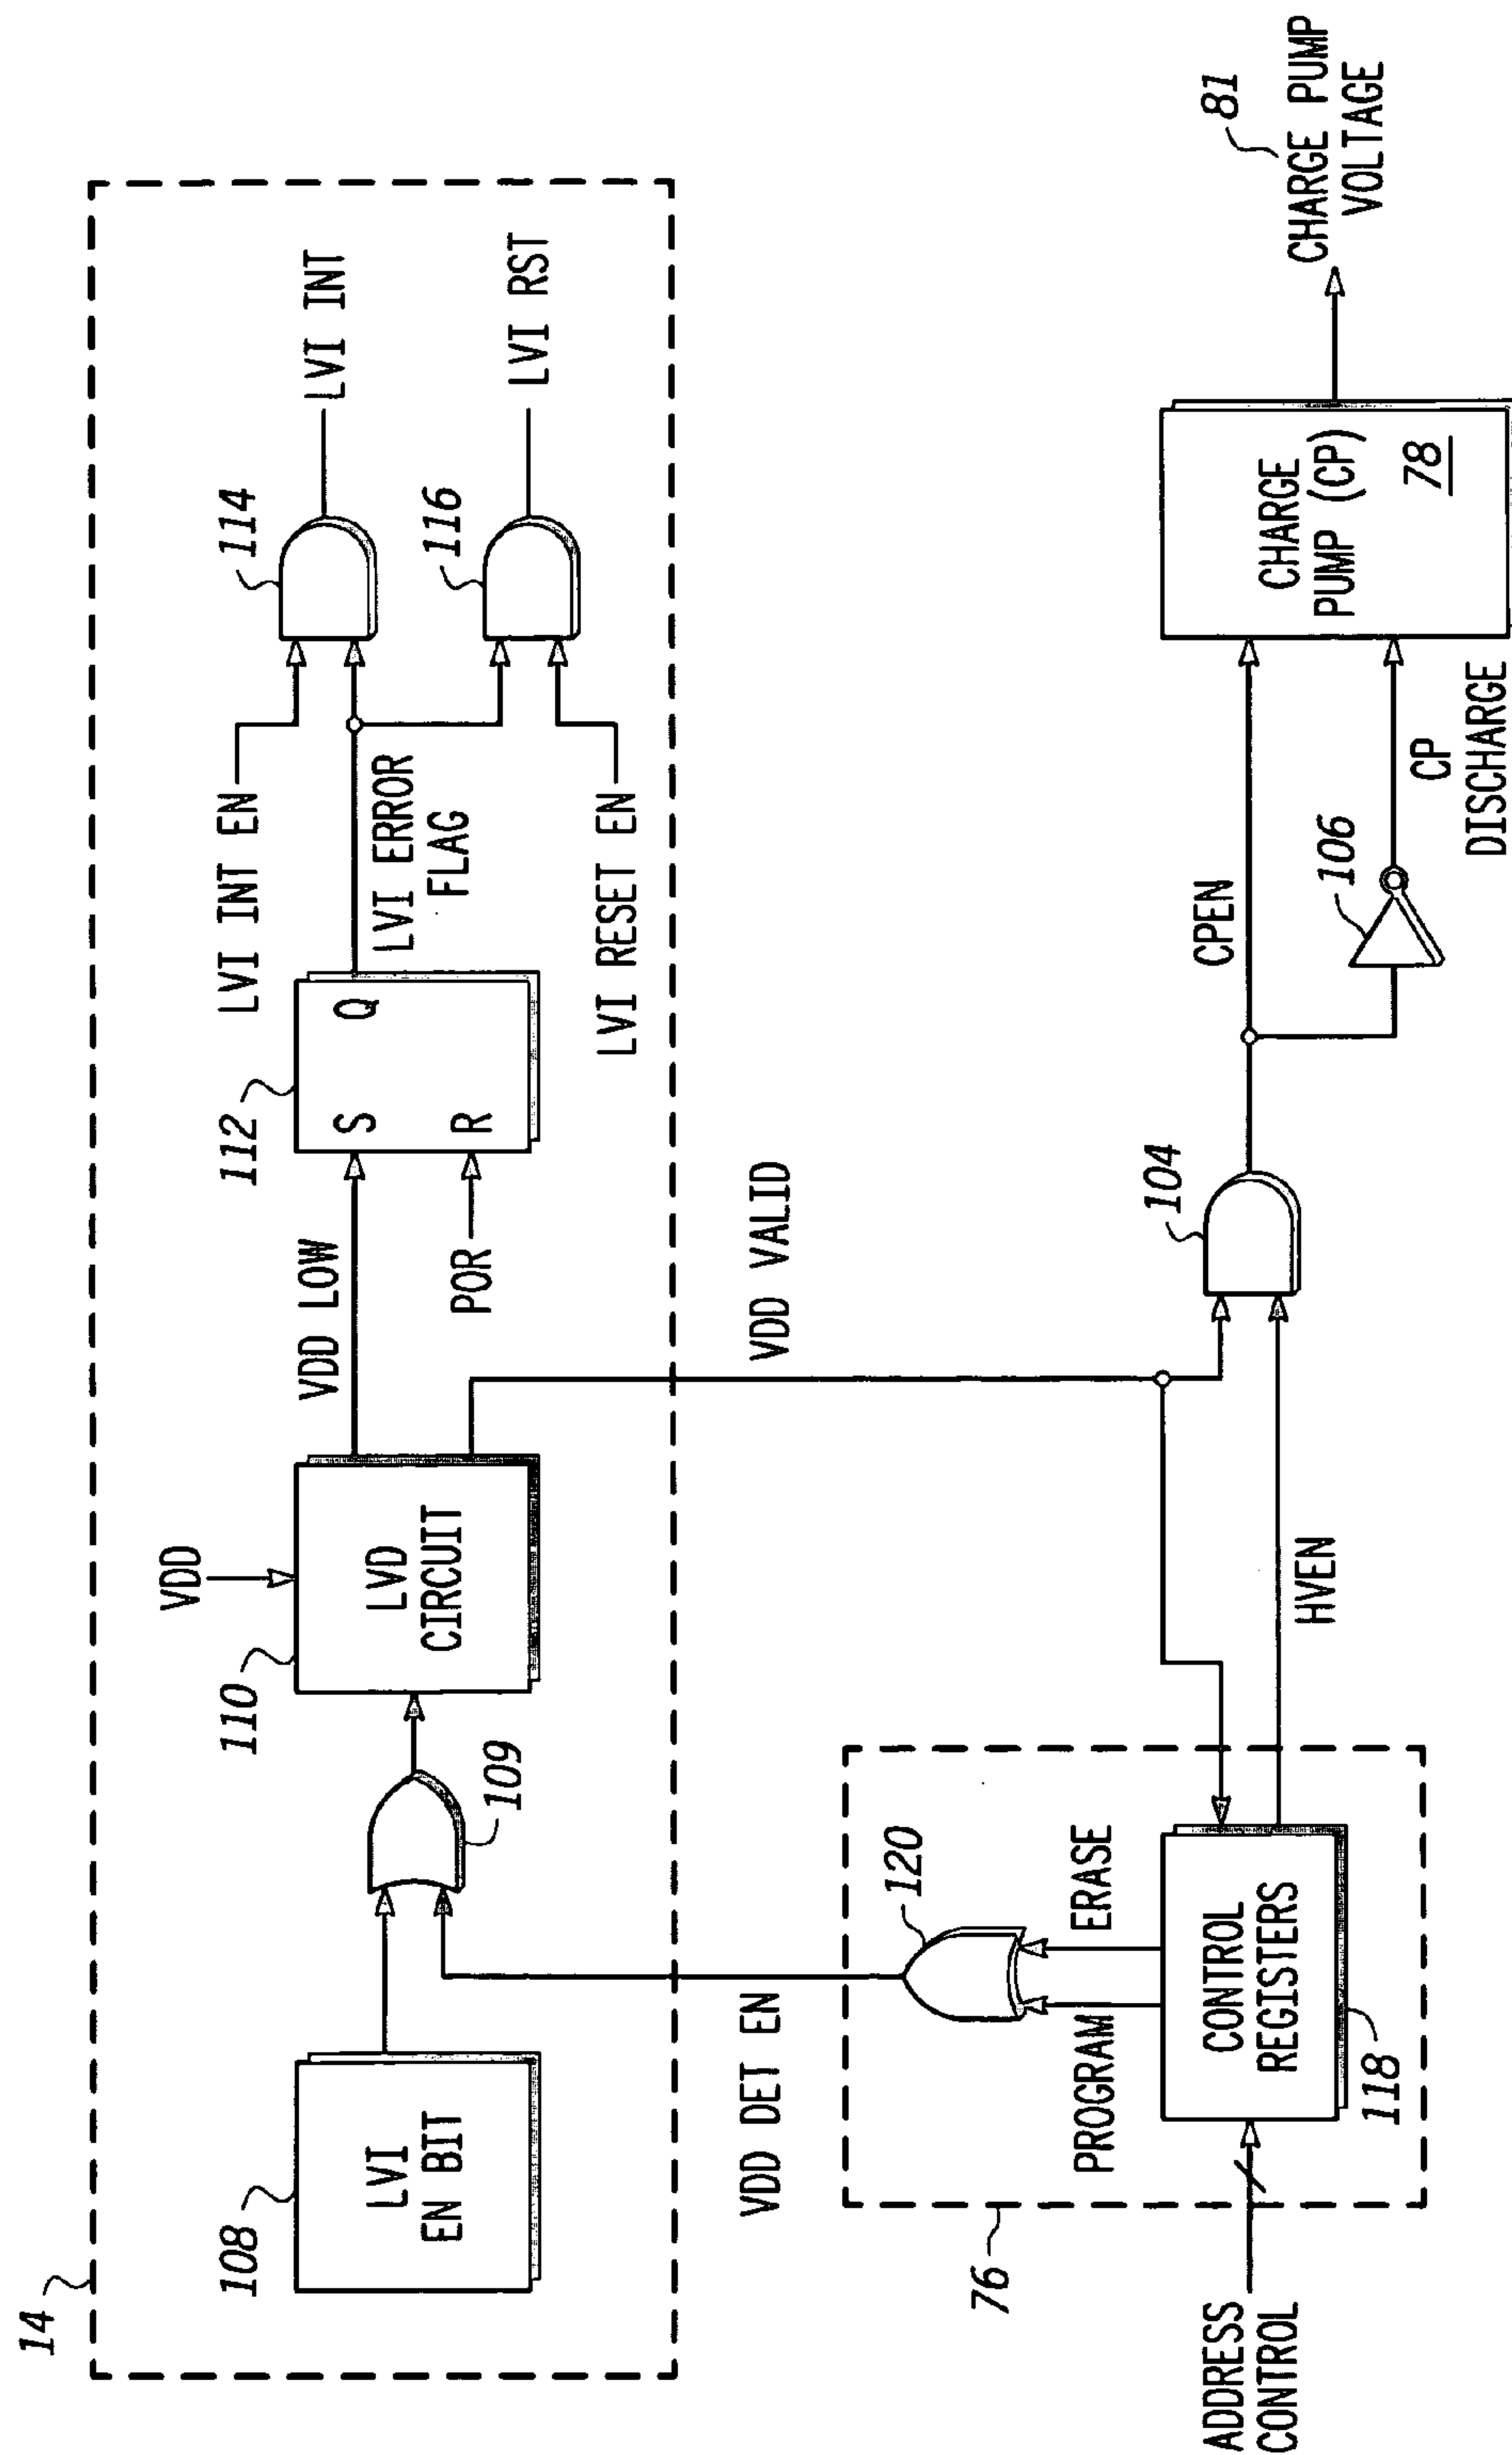 14
108
LVI
EN BIT
109
110
VDD
LVD
CIRCUIT
VDD LOW
POR
112
S
R
Q
LVI INT EN
LVI ERROR
FLAG
LVI RESET EN
114
116
LVI INT
LVI RST
VDD DET EN
VDD VALID
76
120
PROGRAM
ERASE
ADDRESS
CONTROL
CONTROL
REGISTERS
118
HVEN
104
CPEN
106
CP
DISCHARGE
CHARGE
PUMP (CP)
78
81
CHARGE PUMP
VOLTAGE